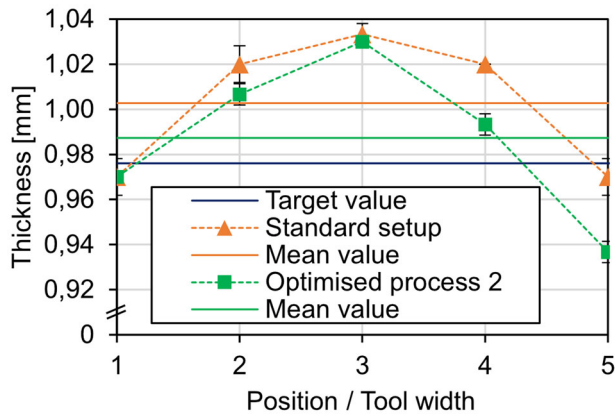 1,04
1,02
1,00
0,98
0,96
0,94
0,92
0
Thickness [mm]
Target value
Standard setup
Mean value
Optimised process 2
Mean value
1 2 3 4 5
Position / Tool width